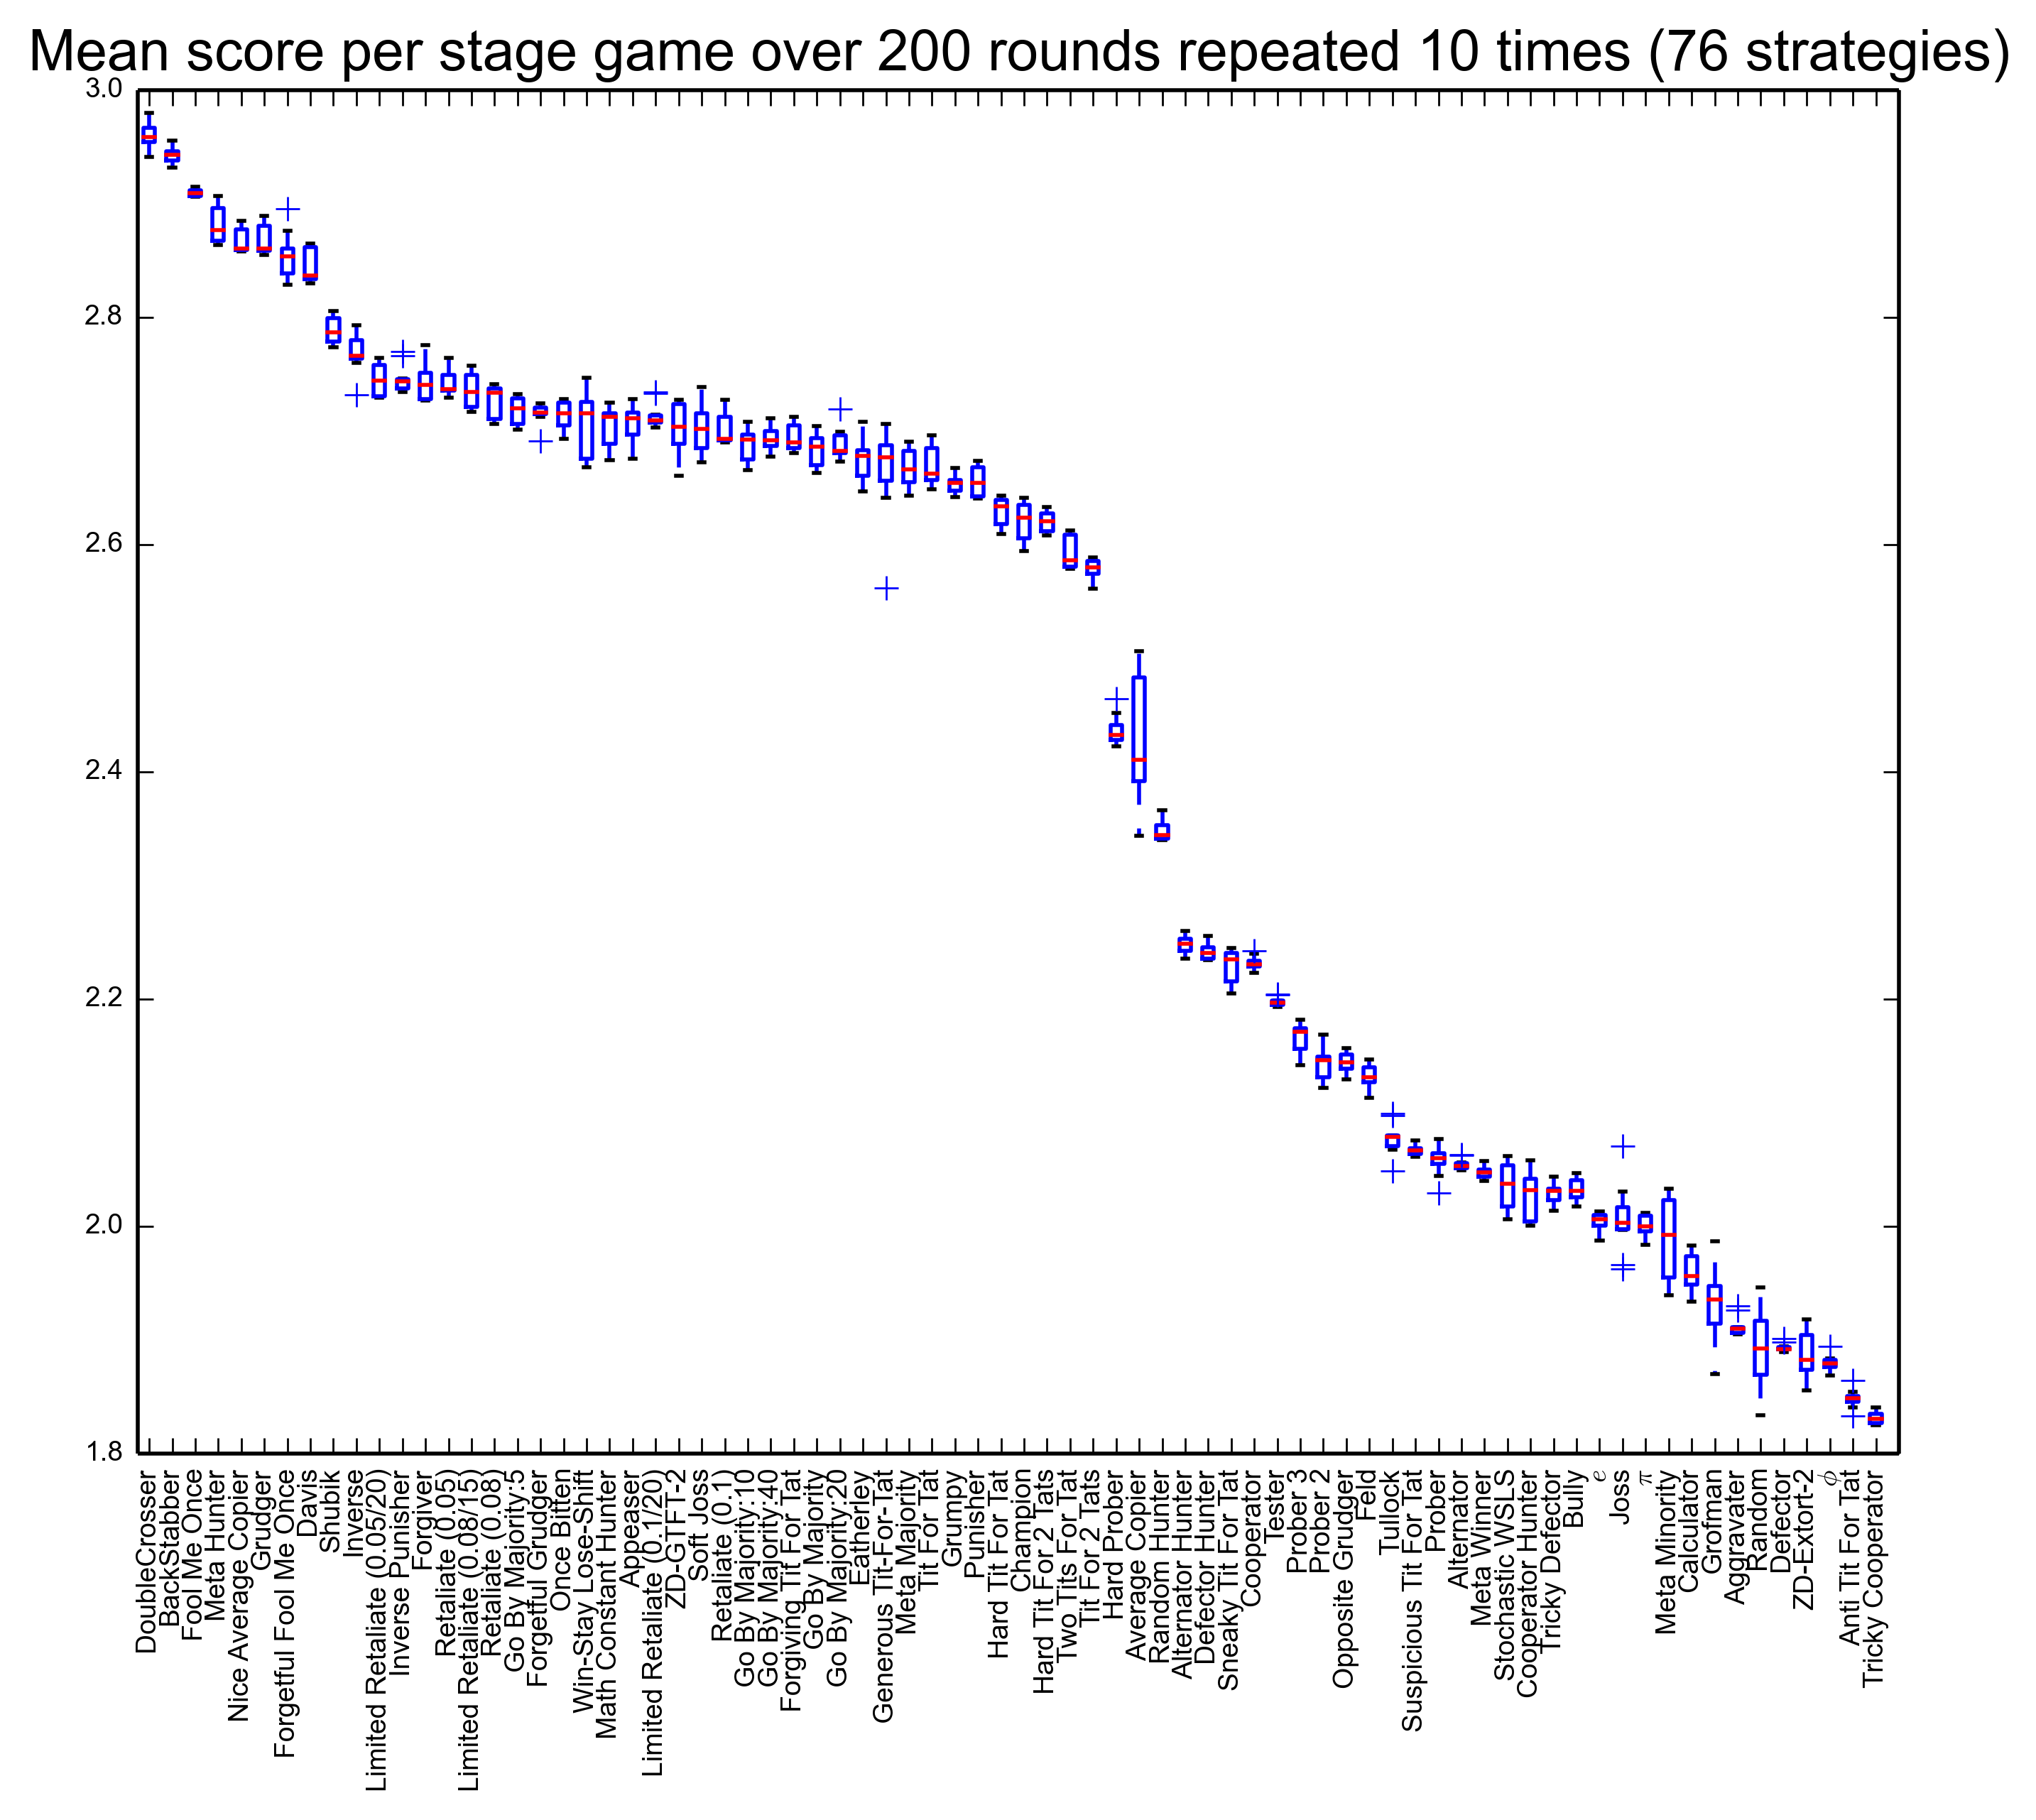 Mean score per stage game over 200 rounds repeated 10 times (76 strategies)
3.0
2.8
2.6
2.4
2.2
2.0
1.8
DoubleCrosser
BackStabber
Fool Me Once
Meta Hunter
Nice Average Copier
Grudger
Forgetful Fool Me Once
Davis
Shubik
Inverse
Limited Retaliate (0.05/20)
Inverse Punisher
Forgiver
Retaliate (0.05)
Limited Retaliate (0.08/15)
Retaliate (0.08)
Go By Majority:5
Forgetful Grudger
Once Bitten
Win-Stay Lose-Shift
Math Constant Hunter
Appeaser
Limited Retaliate (0.1/20)
ZD-GTFT-2
Soft Joss
Retaliate (0.1)
Go By Majority:10
Go By Majority:40
Forgiving Tit For Tat
Go By Majority
Go By Majority:20
Eatherley
Generous Tit-For-Tat
Meta Majority
Tit For Tat
Grumpy
Punisher
Hard Tit For Tat
Champion
Hard Tit For 2 Tats
Two Tits For Tat
Tit For 2 Tats
Hard Prober
Average Copier
Random Hunter
Alternator Hunter
Defector Hunter
Sneaky Tit For Tat
Cooperator
Tester
Prober 3
Prober 2
Opposite Grudger
Feld
Tullock
Suspicious Tit For Tat
Prober
Alternator
Meta Winner
Stochastic WSLS
Cooperator Hunter
Tricky Defector
Bully
e
Joss
π
Meta Minority
Calculator
Grofman
Aggravater
Random
Defector
ZD-Extort-2
ϕ
Anti Tit For Tat
Tricky Cooperator